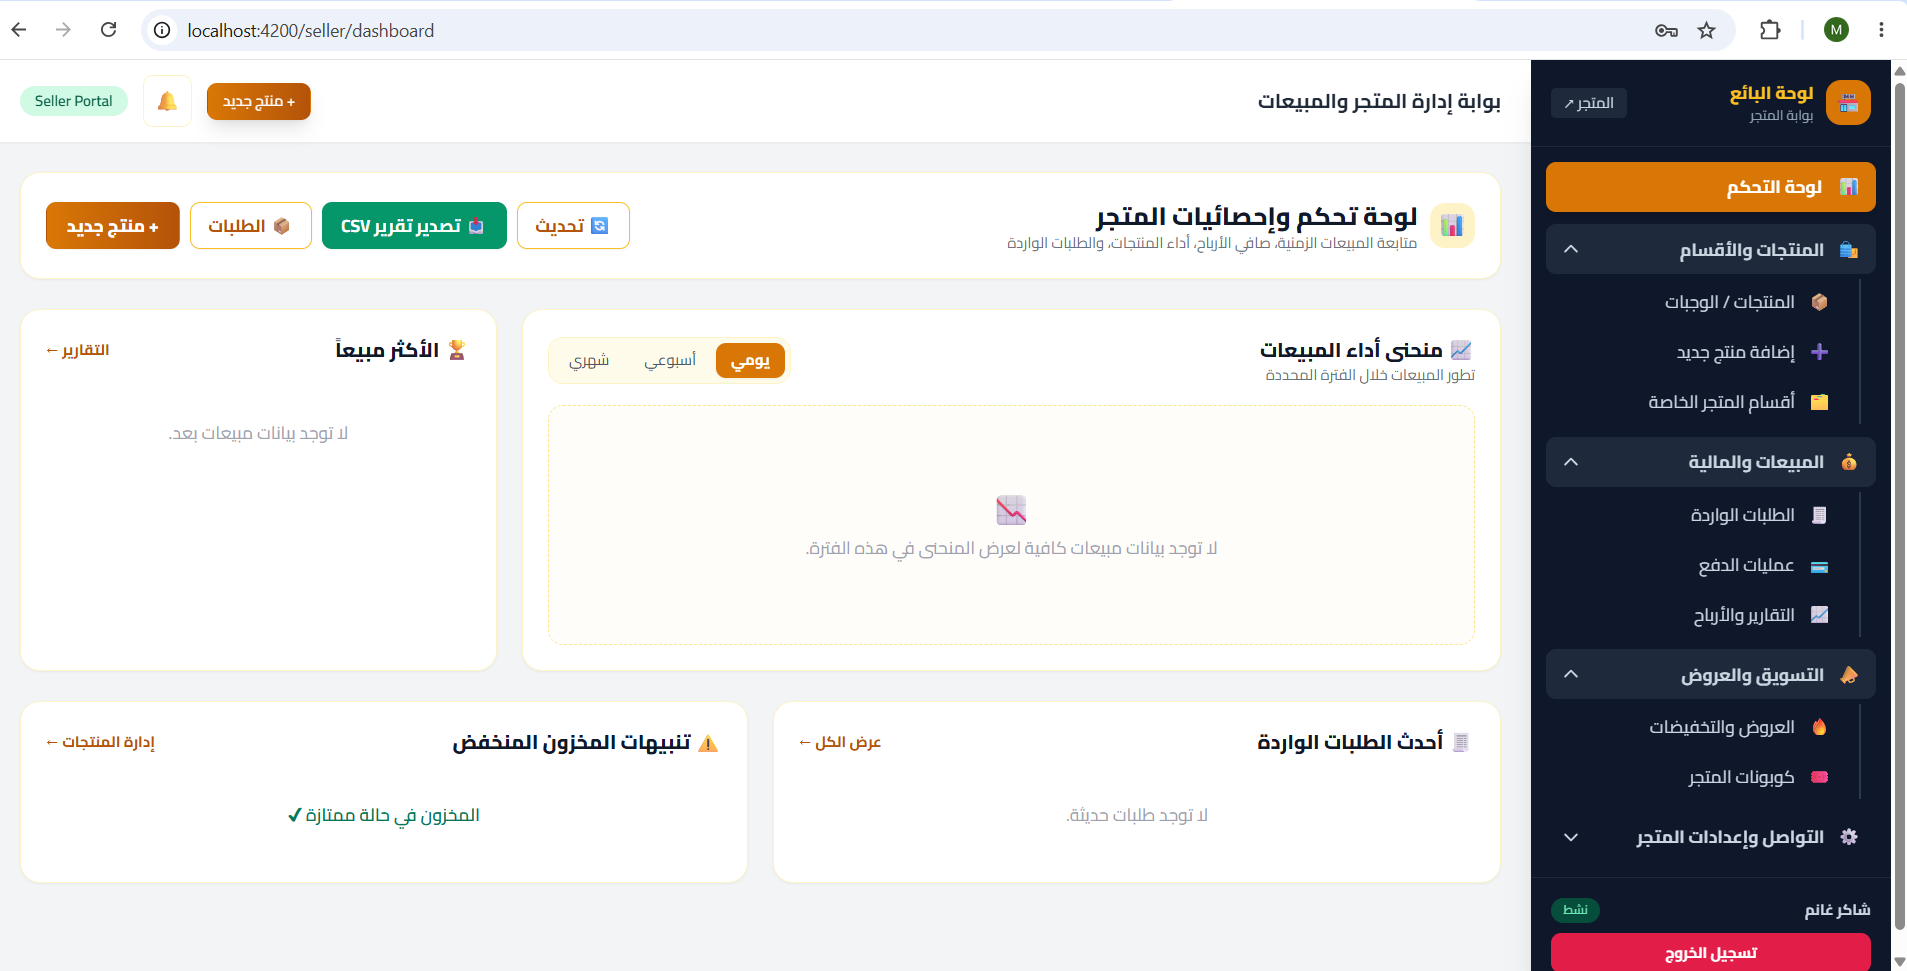 localhost:4200/seller/dashboard
M
لوحة البائع
بوابة المتجر
المتجر ↗
لوحة التحكم
المنتجات والأقسام
المنتجات / الوجبات
إضافة منتج جديد
أقسام المتجر الخاصة
المبيعات والمالية
الطلبات الواردة
عمليات الدفع
التقارير والأرباح
التسويق والعروض
العروض والتخفيضات
كوبونات المتجر
التواصل وإعدادات المتجر
شاكر غانم
نشط
تسجيل الخروج
بوابة إدارة المتجر والمبيعات
+ منتج جديد
Seller Portal
لوحة تحكم وإحصائيات المتجر
متابعة المبيعات الزمنية، صافي الأرباح، أداء المنتجات، والطلبات الواردة
تحديث
تصدير تقرير CSV
الطلبات
+ منتج جديد
منحنى أداء المبيعات
تطور المبيعات خلال الفترة المحددة
يومي
أسبوعي
شهري
لا توجد بيانات مبيعات كافية لعرض المنحنى في هذه الفترة.
الأكثر مبيعاً
التقارير ←
لا توجد بيانات مبيعات بعد.
أحدث الطلبات الواردة
عرض الكل ←
لا توجد طلبات حديثة.
تنبيهات المخزون المنخفض
إدارة المنتجات ←
المخزون في حالة ممتازة ✓